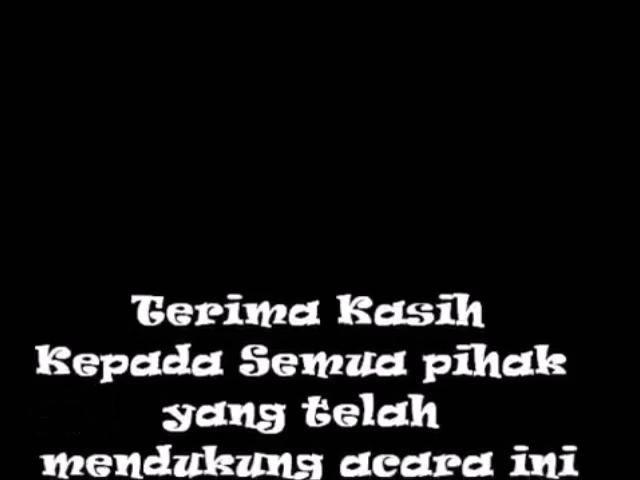 Terima Kasih
Kepada Semua pihak
yang telah
mendukung acara ini